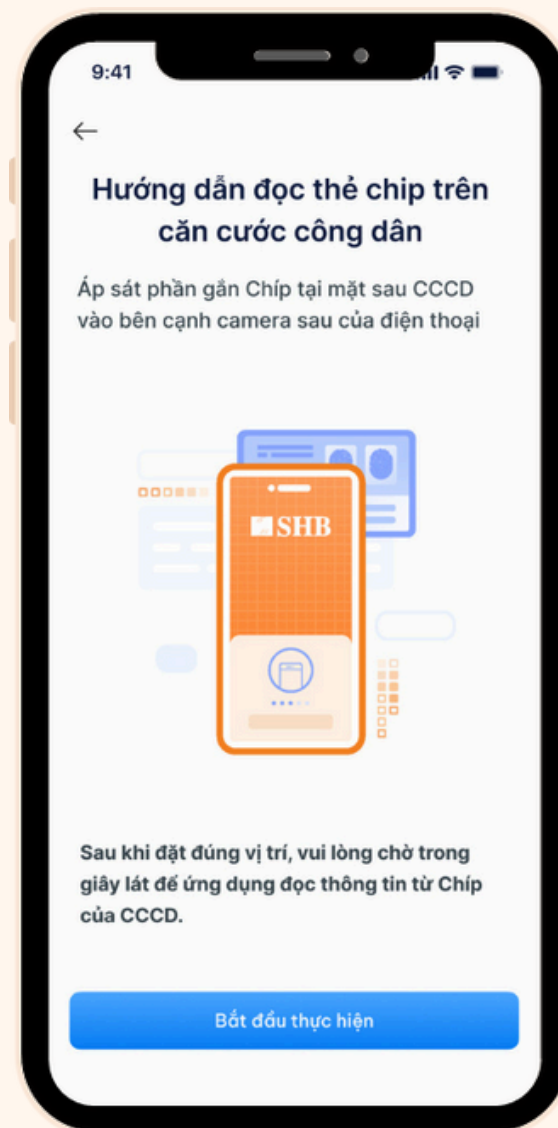 9:41
Hướng dẫn đọc thẻ chip trên
căn cước công dân
Áp sát phần gắn Chíp tại mặt sau CCCD
vào bên cạnh camera sau của điện thoại
SHB
Sau khi đặt đúng vị trí, vui lòng chờ trong
giây lát để ứng dụng đọc thông tin từ Chíp
của CCCD.
Bắt đầu thực hiện